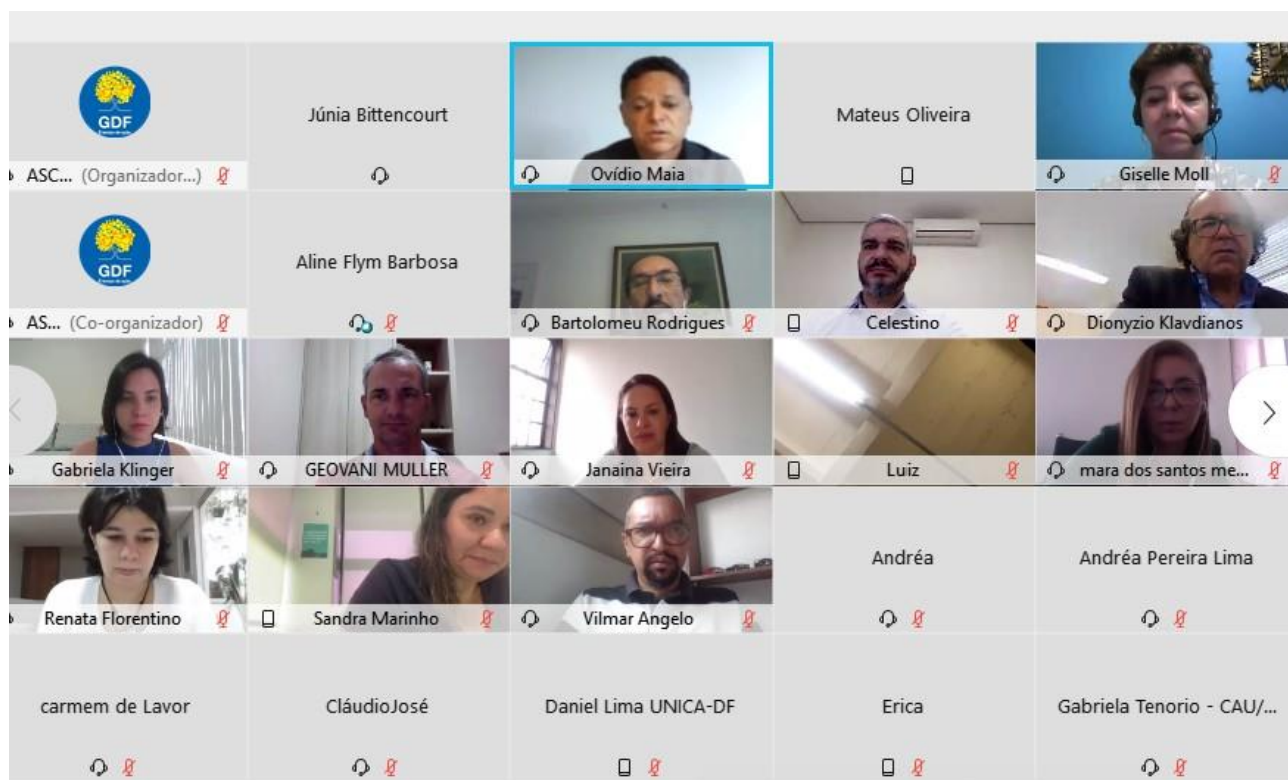 GDF
ASC... (Organizador...)
Júnia Bittencourt
Ovídio Maia
Mateus Oliveira
Giselle Moll
GDF
AS... (Co-organizador)
Aline Flym Barbosa
Bartolomeu Rodrigues
Celestino
Dionyzio Klavdianos
Gabriela Klinger
GEOVANI MULLER
Janaina Vieira
Luiz
mara dos santos me...
Renata Florentino
Sandra Marinho
Vilmar Angelo
Andréa
Andréa Pereira Lima
carmem de Lavor
CláudioJosé
Daniel Lima UNICA-DF
Erica
Gabriela Tenorio - CAU/...